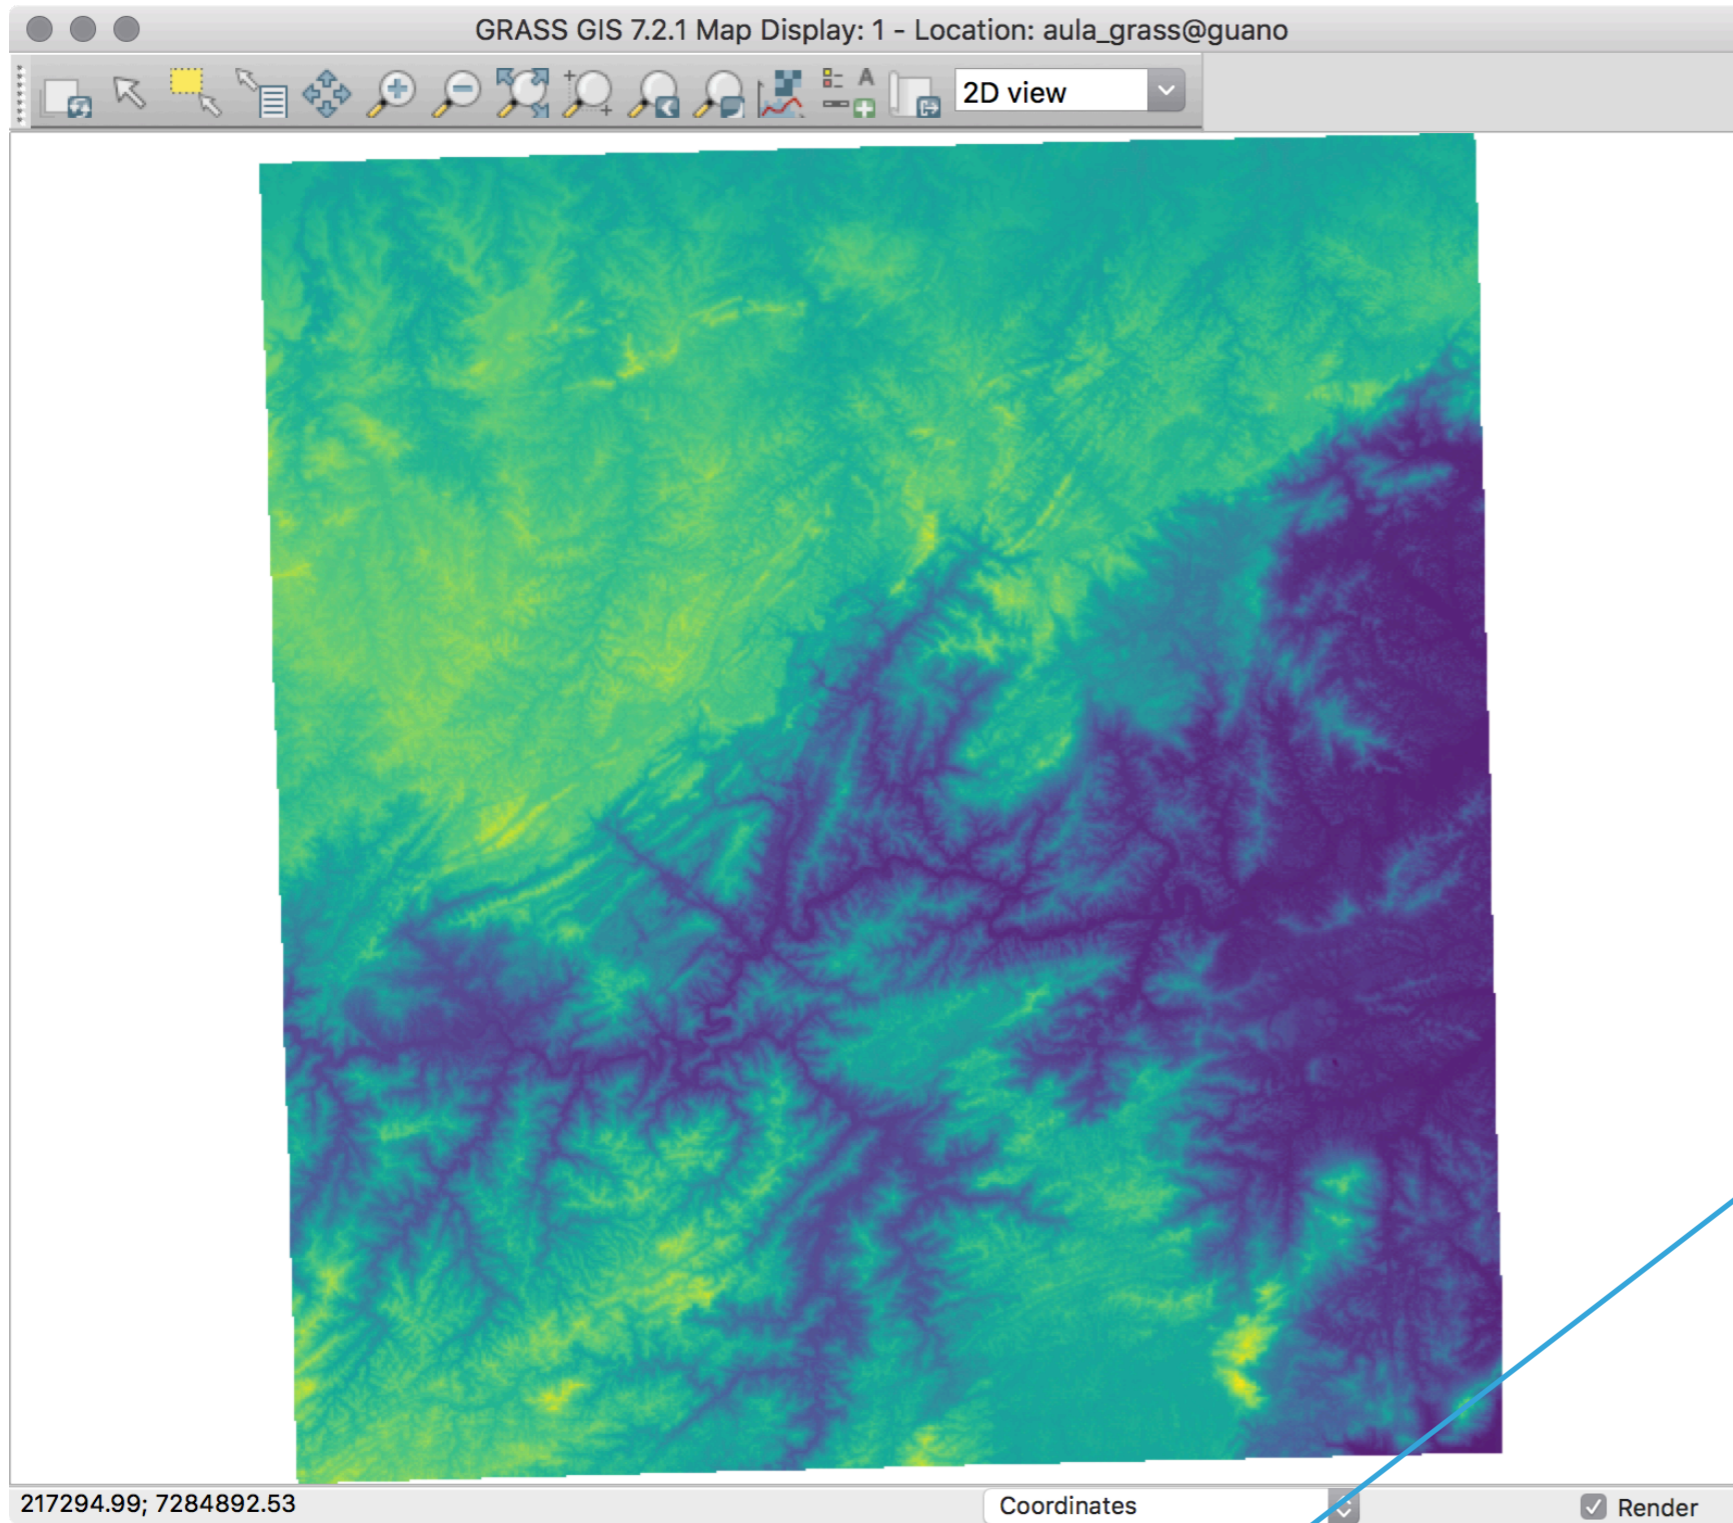 GRASS GIS 7.2.1 Map Display: 1 - Location: aula_grass@guano
2D view
217294.99; 7284892.53
Coordinates
Render